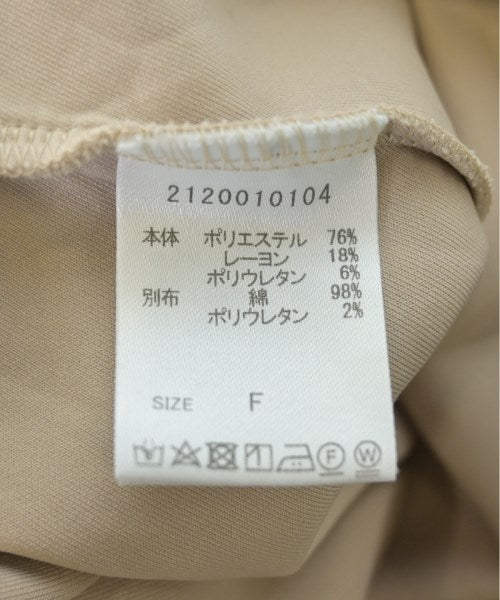 2120010104
本体 ポリエステル 76%
レーヨン 18%
ポリウレタン 6%
別布 綿 98%
ポリウレタン 2%
SIZE F
F W